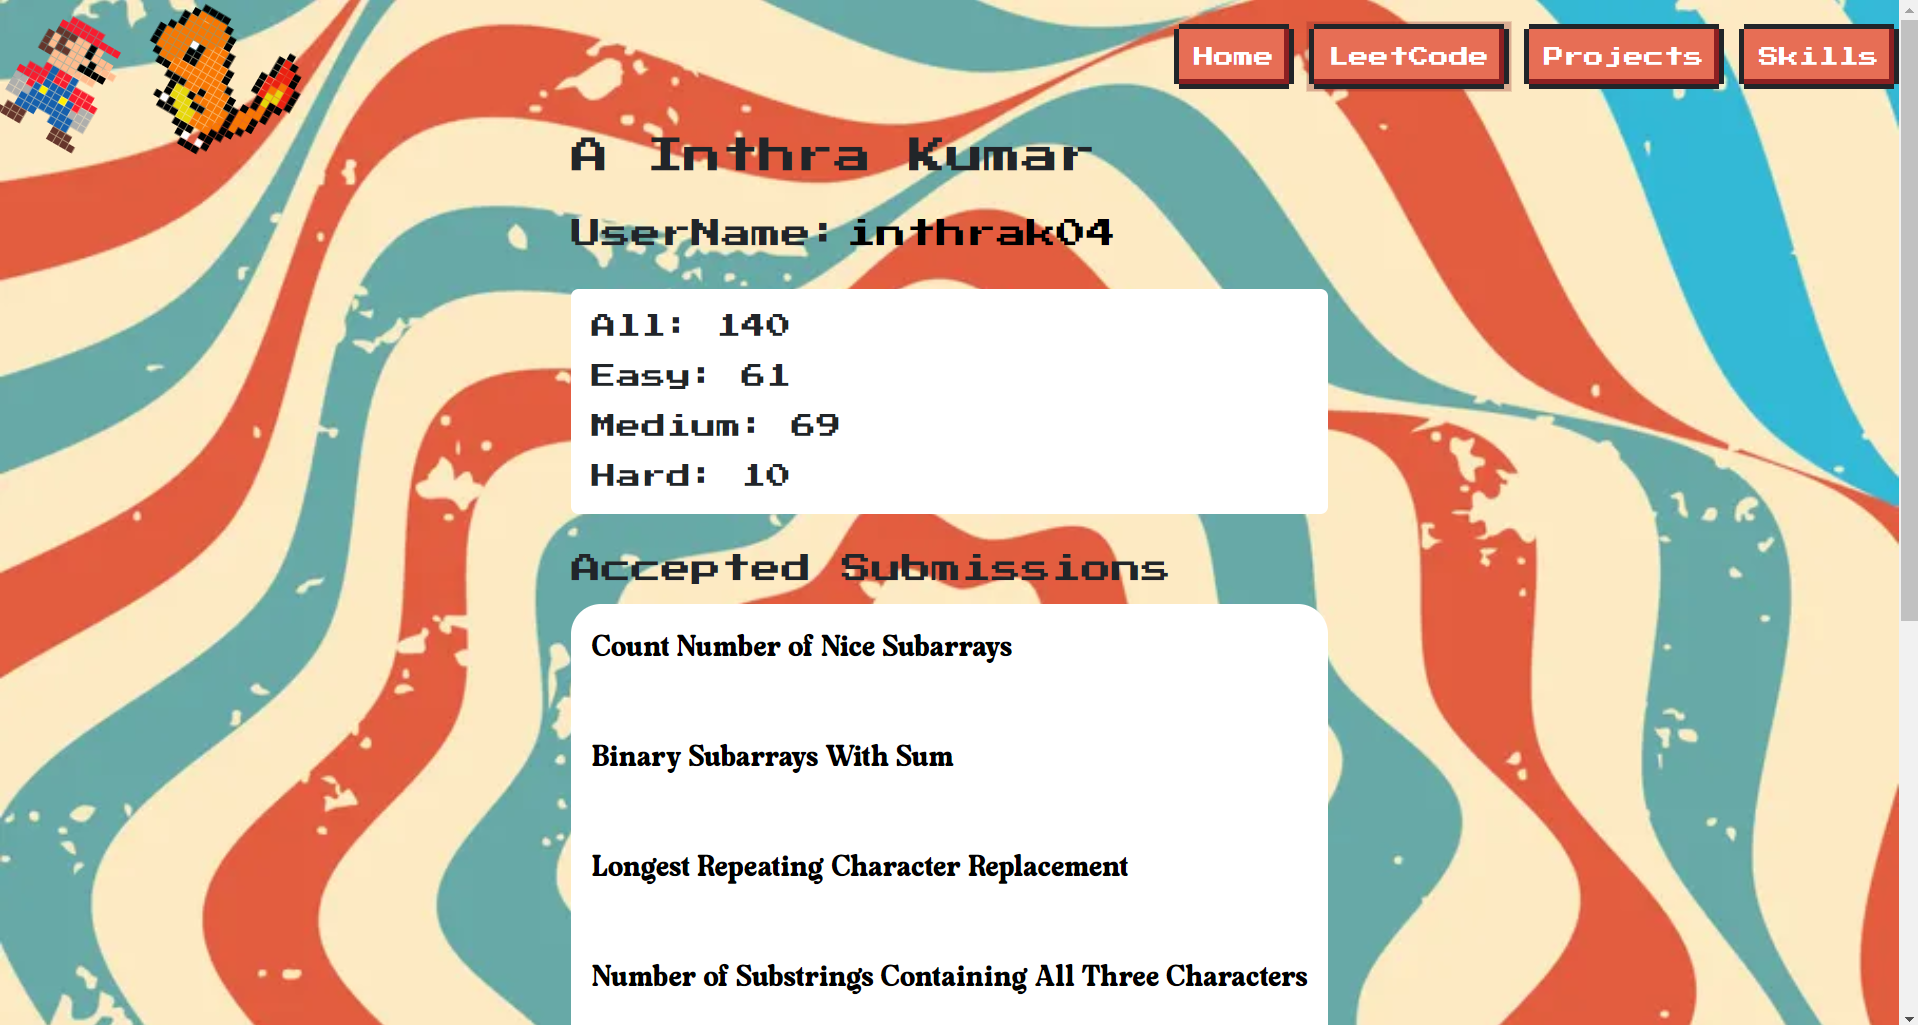 Home LeetCode Projects Skills
A Inthra Kumar
UserName: inthrak04
All: 140
Easy: 61
Medium: 69
Hard: 10
Accepted Submissions
Count Number of Nice Subarrays
Binary Subarrays With Sum
Longest Repeating Character Replacement
Number of Substrings Containing All Three Characters